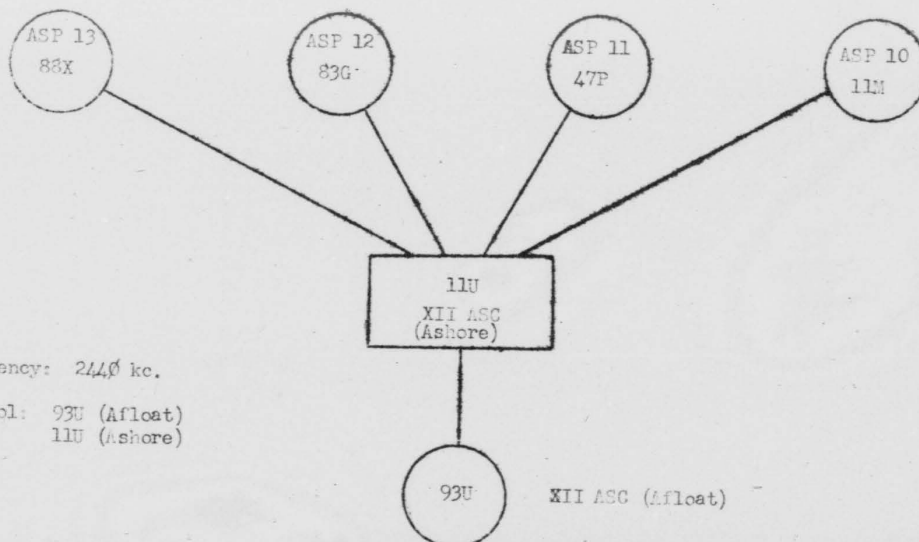 ASP 13
88X
ASP 12
83G
ASP 11
47P
ASP 10
11M
11U
XII ASC
(Ashore)
ency: 244Ø kc.
ol: 93U (Afloat)
11U (Ashore)
93U
XII ASC (Afloat)